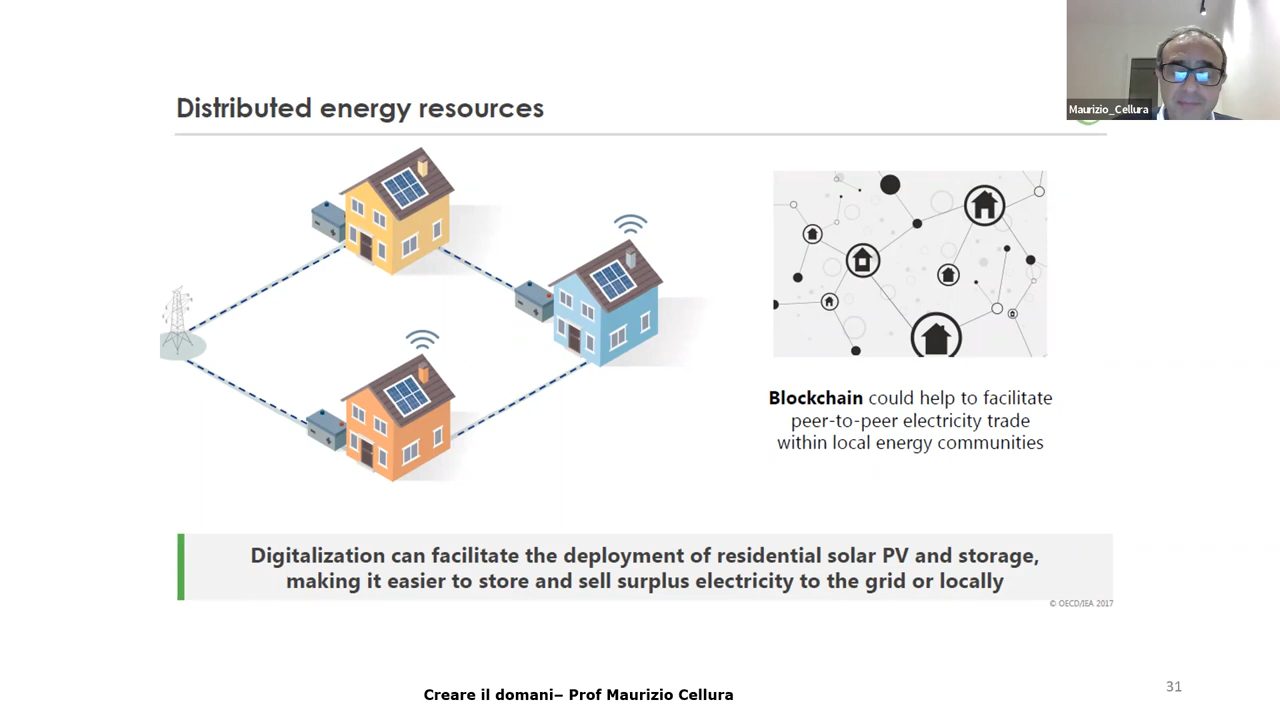 Maurizio_Cellura
Distributed energy resources
Blockchain could help to facilitate
peer-to-peer electricity trade
within local energy communities
Digitalization can facilitate the deployment of residential solar PV and storage,
making it easier to store and sell surplus electricity to the grid or locally
© OECD/IEA 2017
Creare il domani– Prof Maurizio Cellura
31